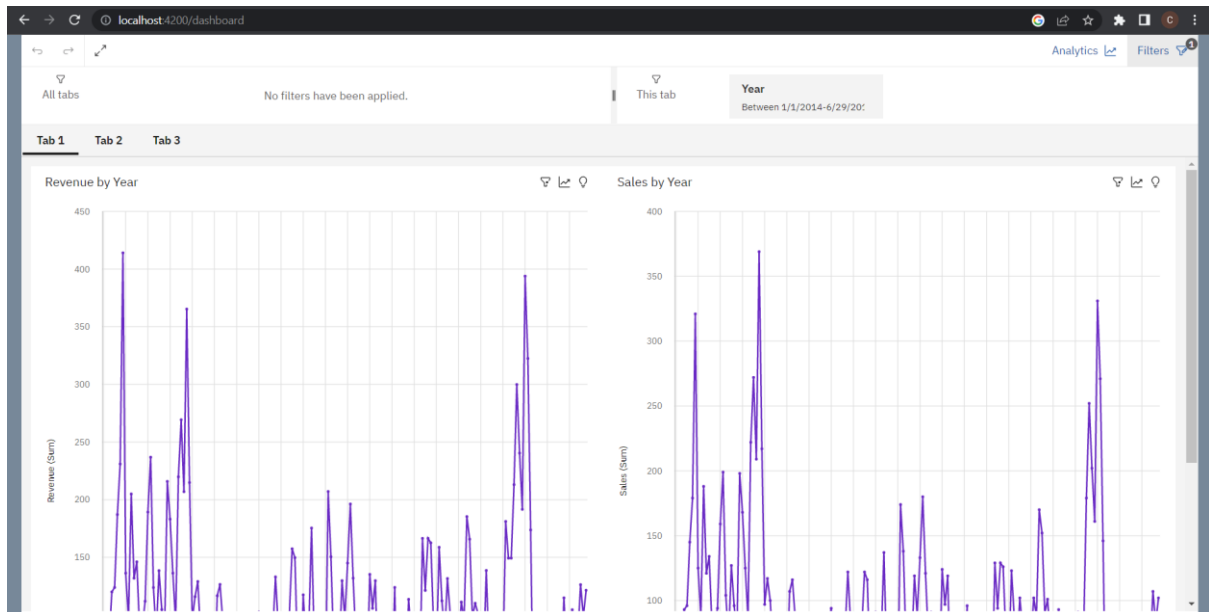 localhost:4200/dashboard
C
Analytics
Filters
1
All tabs
No filters have been applied.
This tab
Year
Between 1/1/2014-6/29/20
Tab 1
Tab 2
Tab 3
Revenue by Year
450
400
350
300
250
200
150
Revenue (Sum)
Sales by Year
400
350
300
250
200
150
100
Sales (Sum)